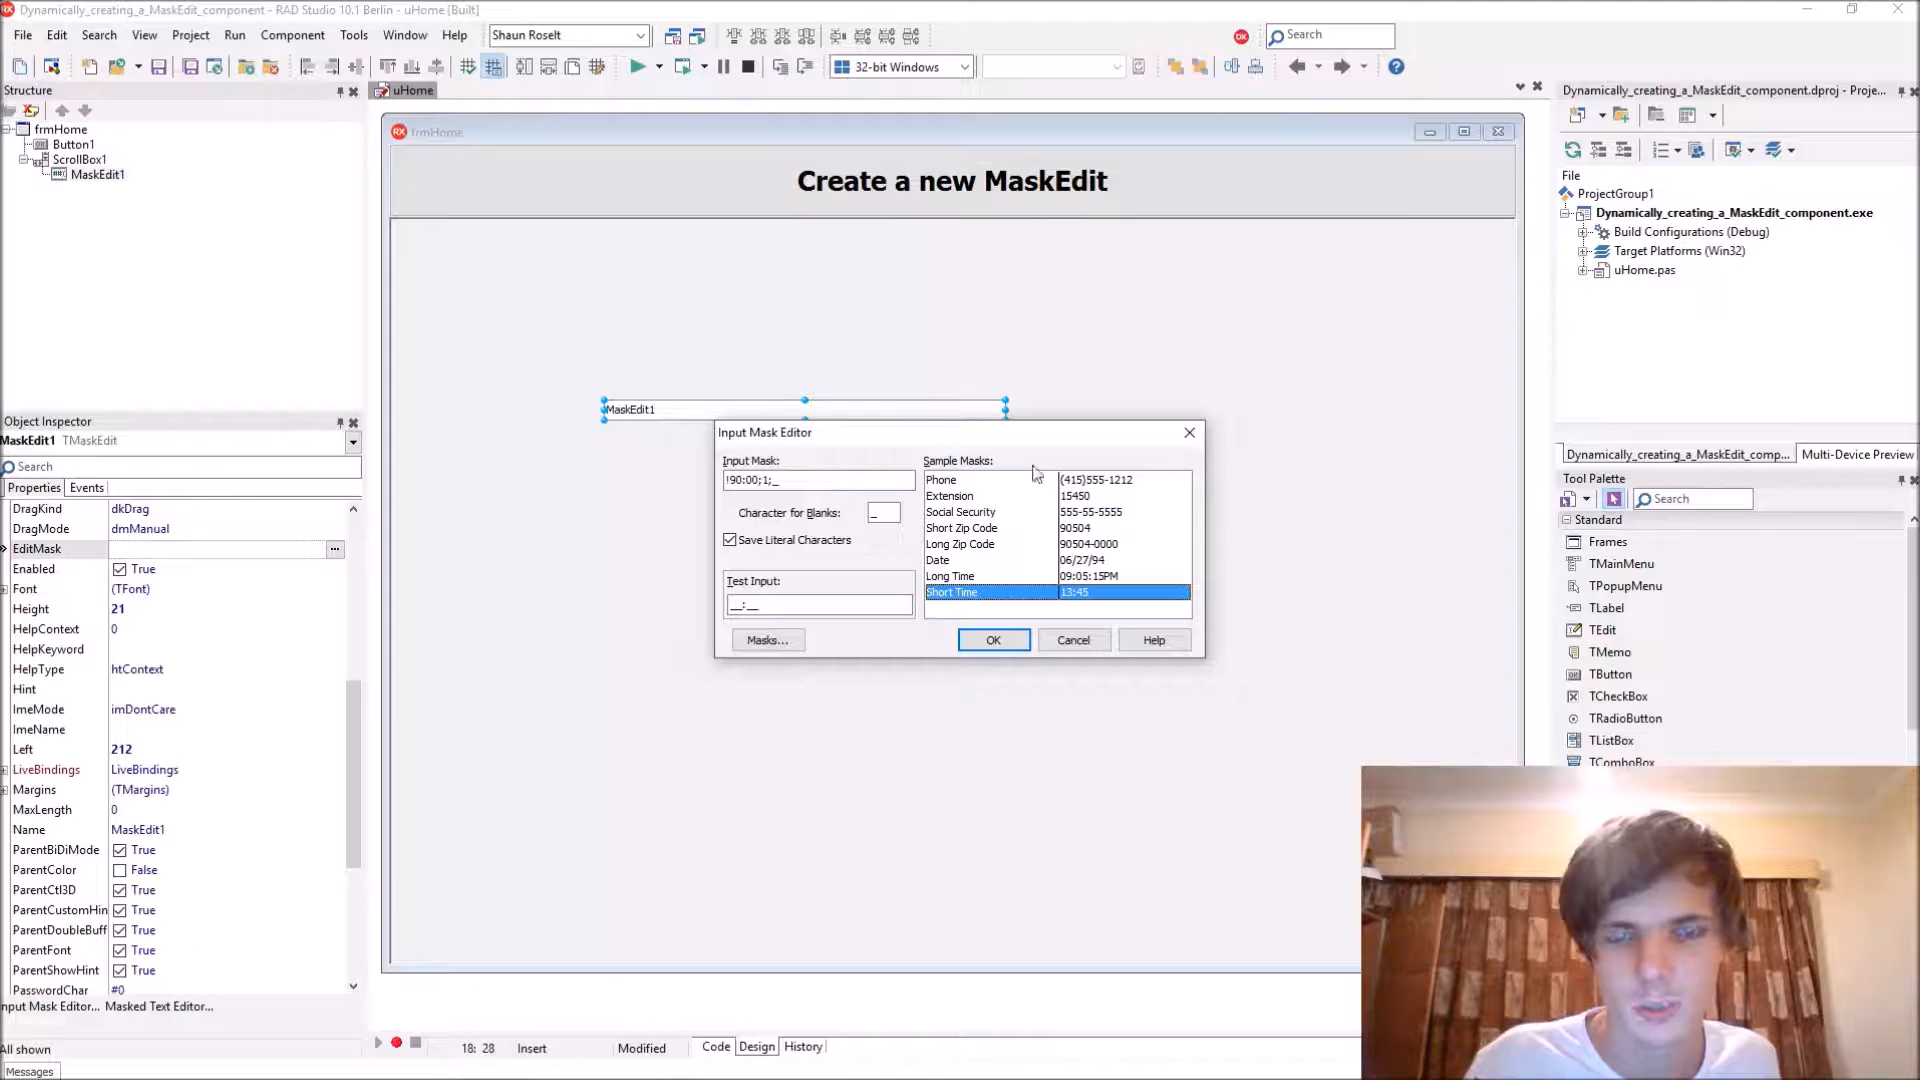 Dynamically_creating_a_MaskEdit_component - RAD Studio 10.1 Berlin - uHome [Built]
File Edit Search View Project Run Component Tools Window Help
Shaun Roselt
Search
32-bit Windows
Structure
frmHome
Button1
ScrollBox1
MaskEdit1
Object Inspector
MaskEdit1 TMaskEdit
Search
Properties Events
DragKind dkDrag
DragMode dmManual
EditMask
Enabled True
Font (TFont)
Height 21
HelpContext 0
HelpKeyword
HelpType htContext
Hint
ImeMode imDontCare
ImeName
Left 212
LiveBindings LiveBindings
Margins (TMargins)
MaxLength 0
Name MaskEdit1
ParentBiDiMode True
ParentColor False
ParentCtl3D True
ParentCustomHin True
ParentDoubleBuff True
ParentFont True
ParentShowHint True
PasswordChar #0
nput Mask Editor... Masked Text Editor...
All shown
Messages
uHome
frmHome
Create a new MaskEdit
MaskEdit1
Input Mask Editor
Input Mask:
!90:00;1;_
Character for Blanks: _
Save Literal Characters
Test Input:
__:__
Masks...
Sample Masks:
Phone (415)555-1212
Extension 15450
Social Security 555-55-5555
Short Zip Code 90504
Long Zip Code 90504-0000
Date 06/27/94
Long Time 09:05:15PM
Short Time 13:45
OK Cancel Help
18: 28 Insert Modified Code Design History
Dynamically_creating_a_MaskEdit_component.dproj - Proje...
File
ProjectGroup1
Dynamically_creating_a_MaskEdit_component.exe
Build Configurations (Debug)
Target Platforms (Win32)
uHome.pas
Dynamically_creating_a_MaskEdit_comp... Multi-Device Preview
Tool Palette
Search
Standard
Frames
TMainMenu
TPopupMenu
TLabel
TEdit
TMemo
TButton
TCheckBox
TRadioButton
TListBox
TComboBox